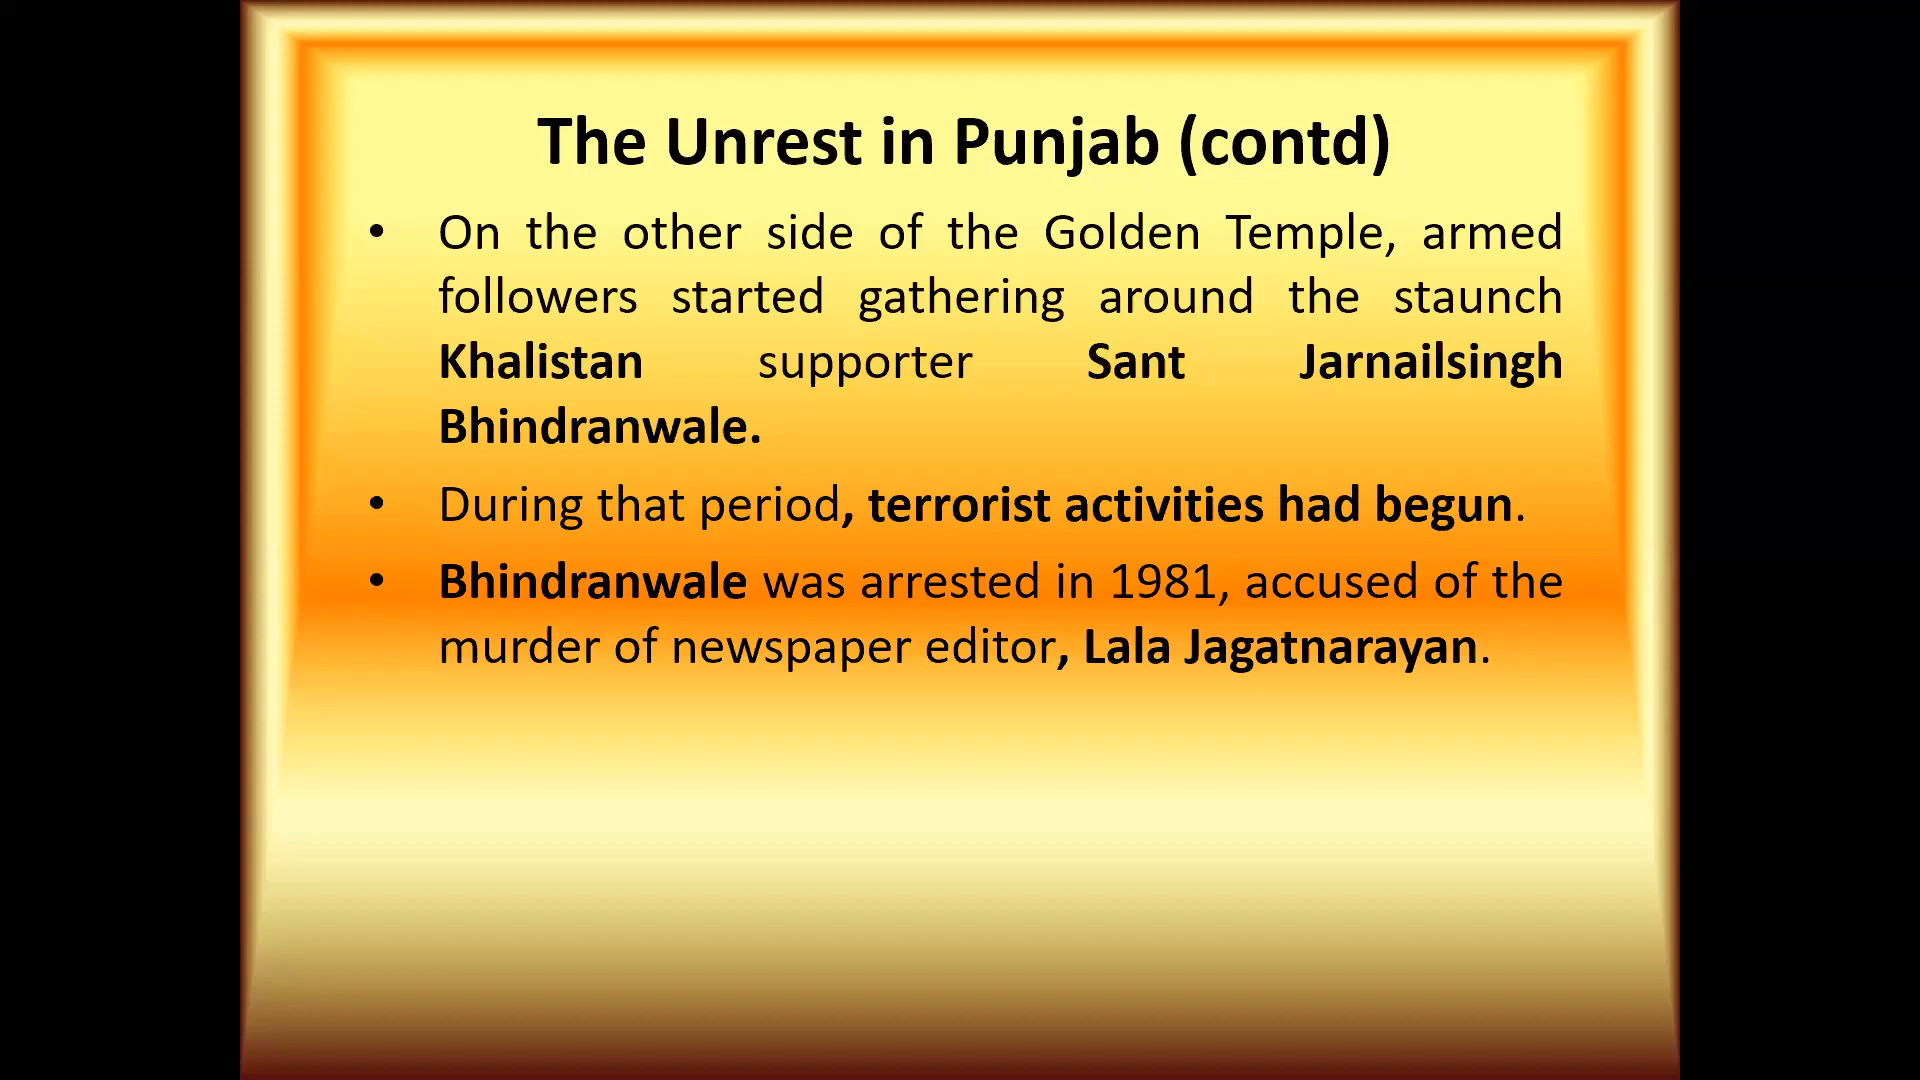 The Unrest in Punjab (contd)
• On the other side of the Golden Temple, armed
followers started gathering around the staunch
Khalistan supporter Sant Jarnailsingh
Bhindranwale.
• During that period, terrorist activities had begun.
• Bhindranwale was arrested in 1981, accused of the
murder of newspaper editor, Lala Jagatnarayan.